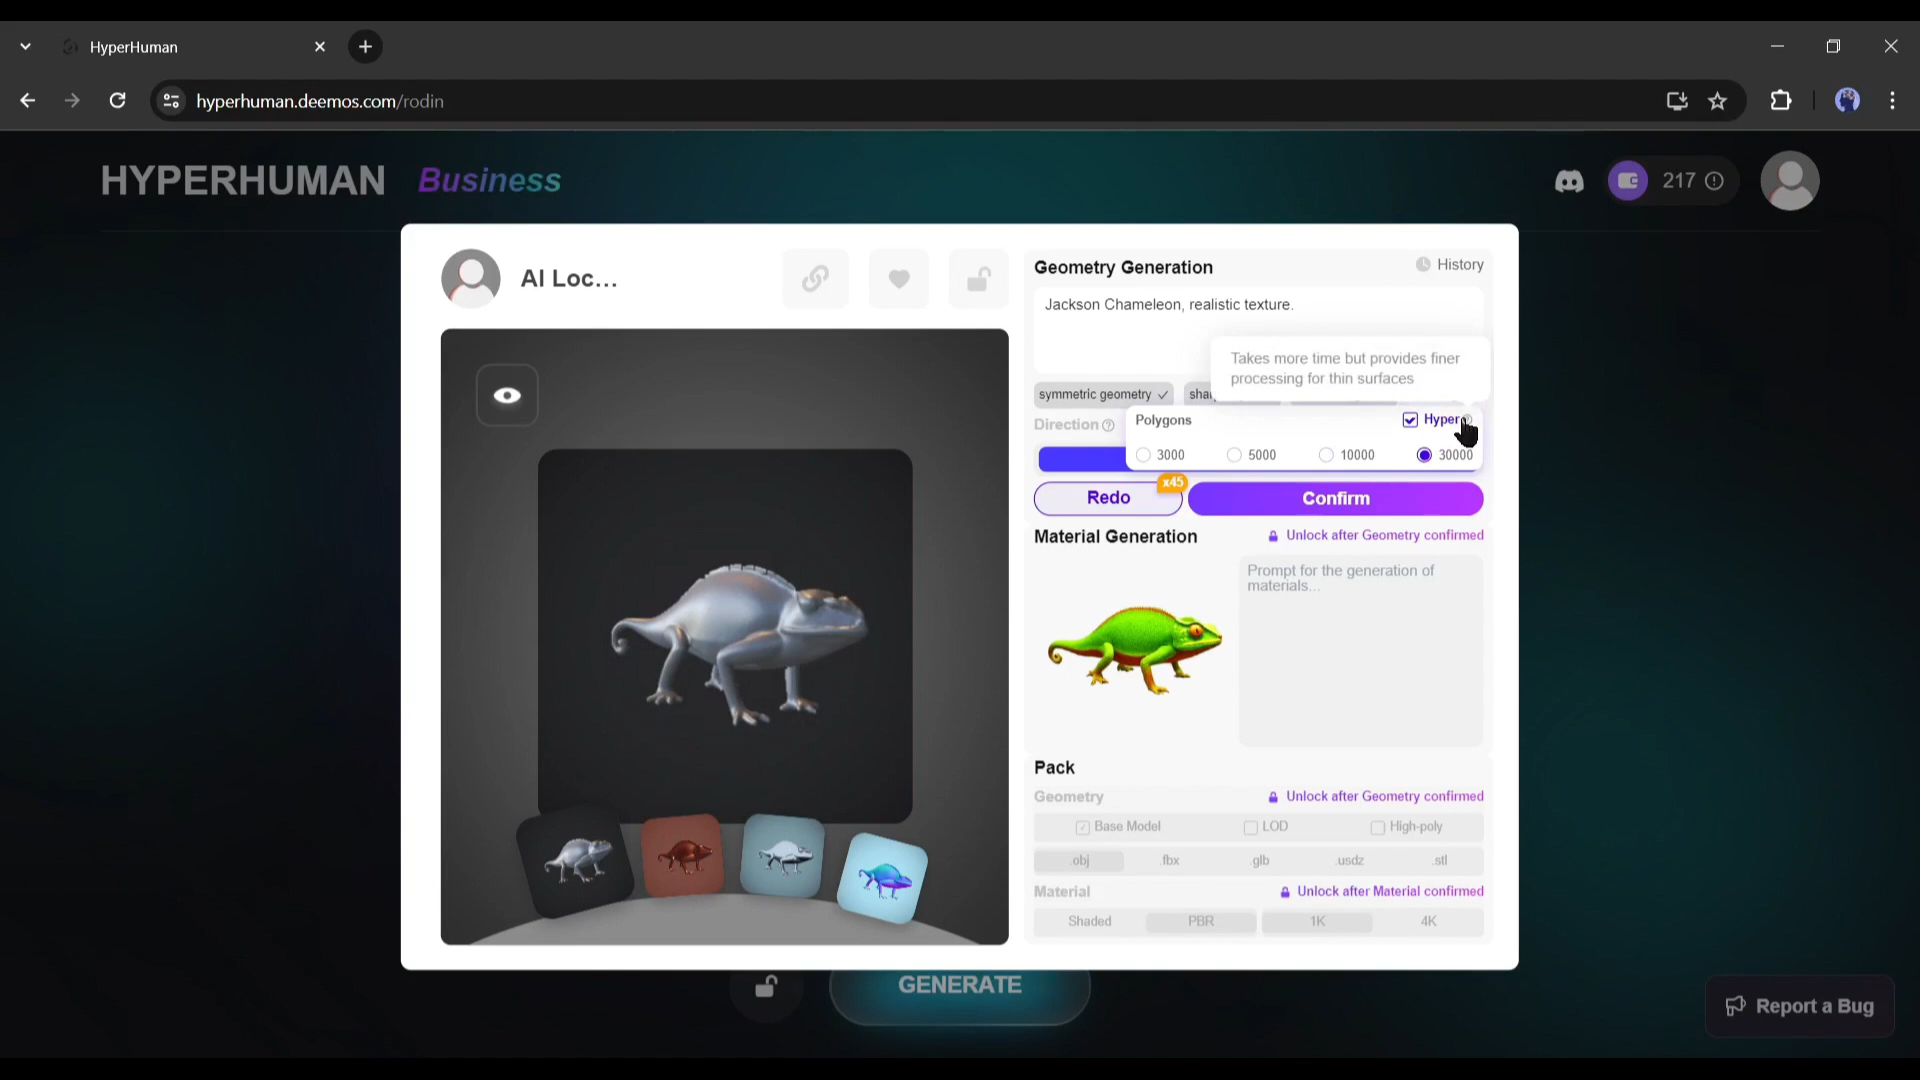 HyperHuman
hyperhuman.deemos.com/rodin
HYPERHUMAN Business
217
AI Loc...
Geometry Generation
History
Jackson Chameleon, realistic texture.
Takes more time but provides finer
processing for thin surfaces
symmetric geometry
Direction
Polygons
Hyper
3000 5000 10000 30000
Redo
x45
Confirm
Material Generation
Unlock after Geometry confirmed
Prompt for the generation of
materials...
Pack
Geometry
Unlock after Geometry confirmed
Base Model LOD High-poly
.obj .fbx .glb .usdz .stl
Material
Unlock after Material confirmed
Shaded PBR 1K 4K
GENERATE
Report a Bug